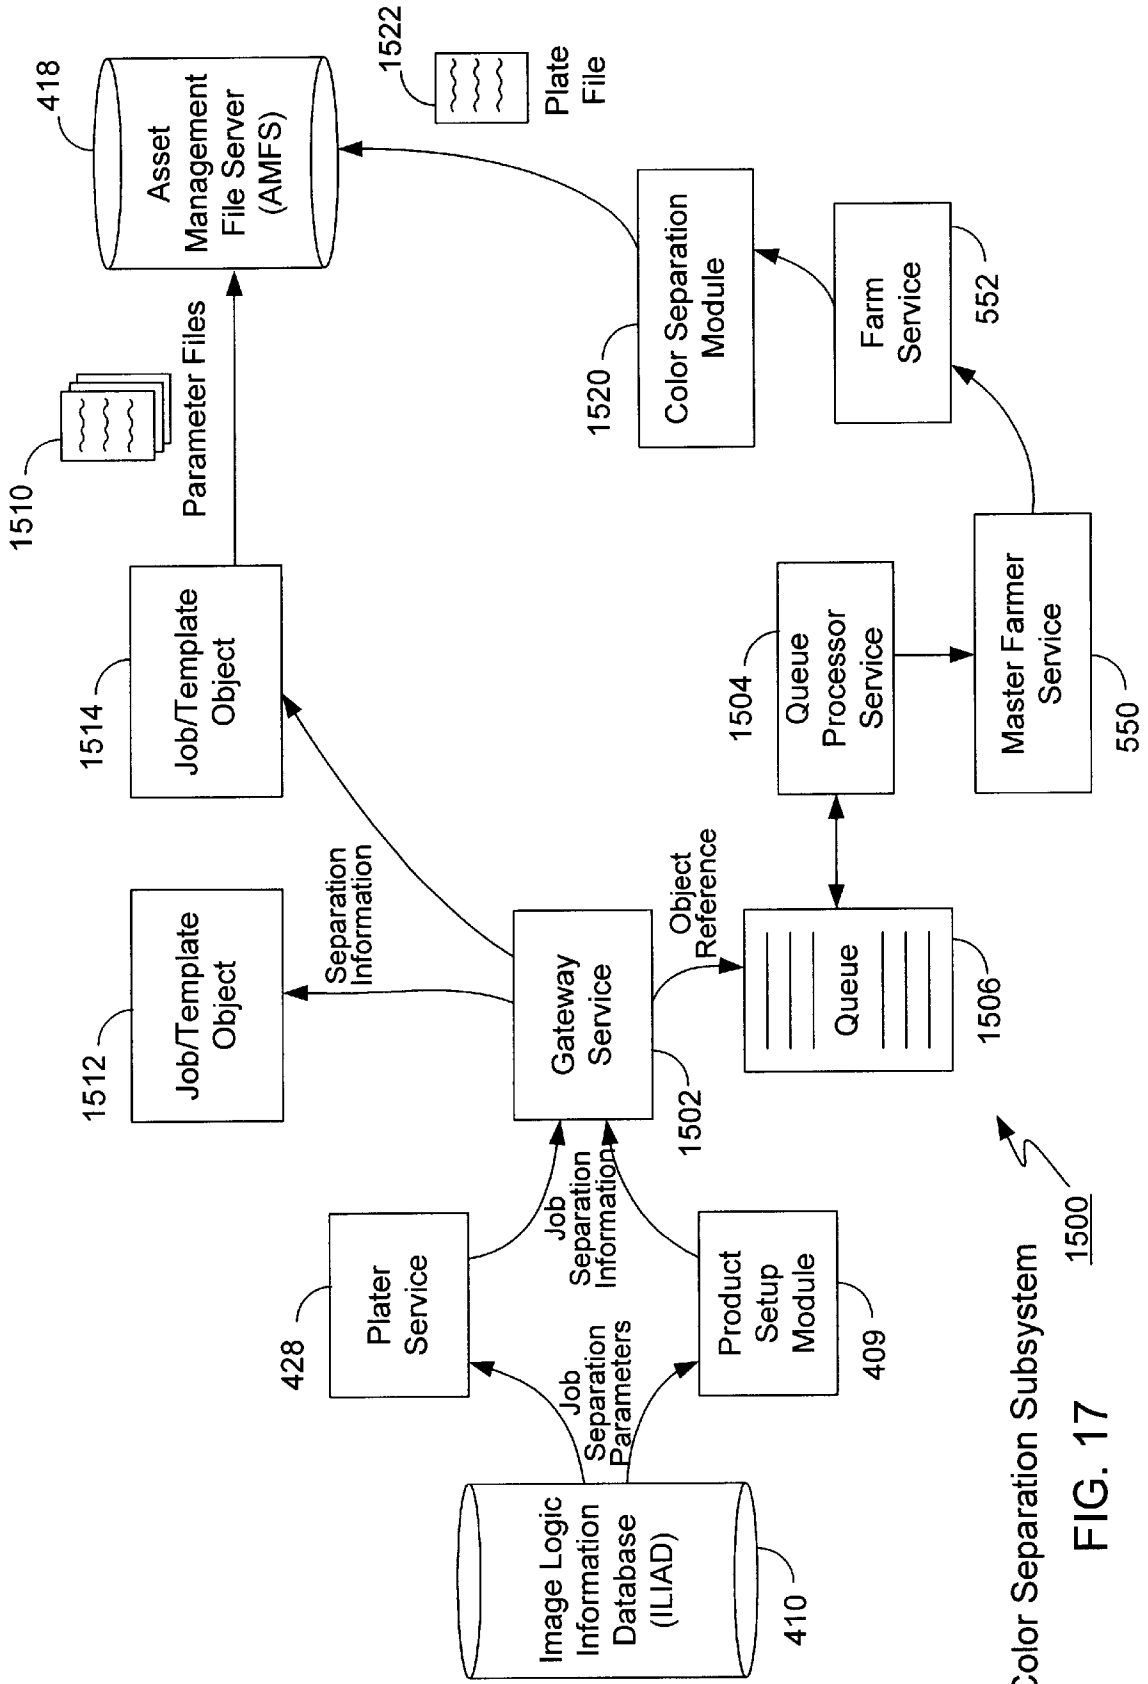 1510
Parameter Files
418
Asset
Management
File Server
(AMFS)
1522
Plate
File
1514
Job/Template
Object
1512
Job/Template
Object
Separation
Information
1520
Color Separation
Module
Farm
Service
552
428
Plater
Service
Job
Separation
Information
Gateway
Service
1502
Object
Reference
1504
Queue
Processor
Service
Master Farmer
Service
550
Image Logic
Information
Database
(ILIAD)
410
Job
Separation
Parameters
Product
Setup
Module
409
Queue
1506
1500
Color Separation Subsystem
FIG. 17